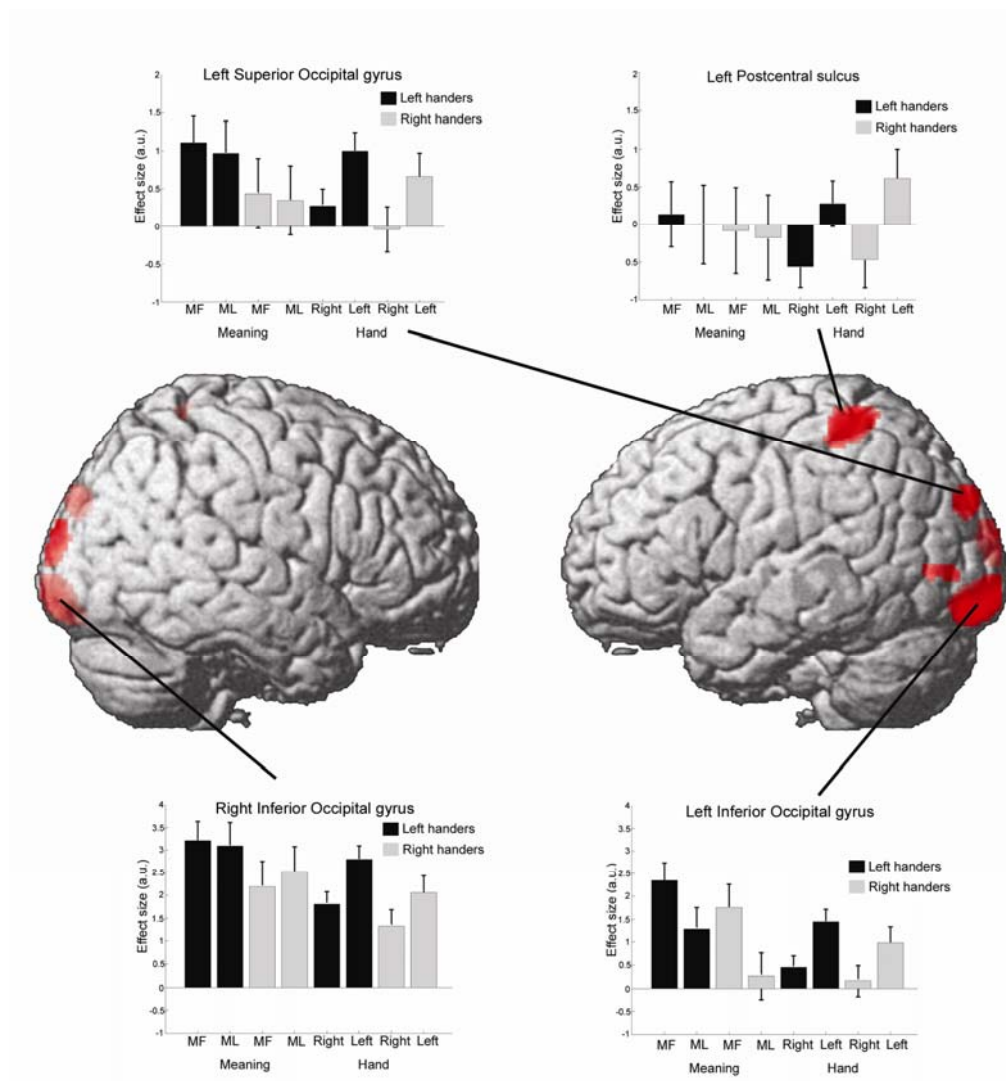 Left Superior Occipital gyrus
Left handers
Right handers
Effect size (a.u.)
2
1.5
1
0.5
0
-0.5
-1
MF ML MF ML Right Left Right Left
Meaning Hand
Left Postcentral sulcus
Left handers
Right handers
Effect size (a.u.)
2
1.5
1
0.5
0
0.5
1
MF ML MF ML Right Left Right Left
Meaning Hand
Right Inferior Occipital gyrus
Left handers
Right handers
Effect size (a.u.)
4
3.5
3
2.5
2
1.5
1
0.5
0
-0.5
-1
MF ML MF ML Right Left Right Left
Meaning Hand
Left Inferior Occipital gyrus
Left handers
Right handers
Effect size (a.u.)
4
3.5
3
2.5
2
1.5
1
0.5
0
-0.5
-1
MF ML MF ML Right Left Right Left
Meaning Hand